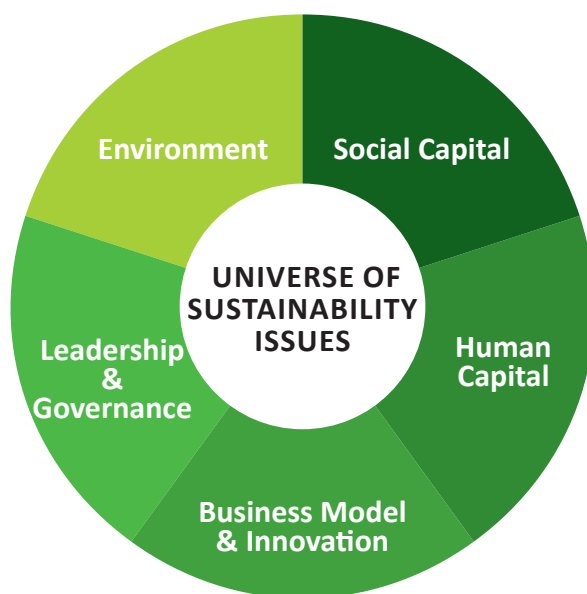 Environment
Social Capital
UNIVERSE OF
SUSTAINABILITY
ISSUES
Human
Capital
Leadership
&
Governance
Business Model
& Innovation